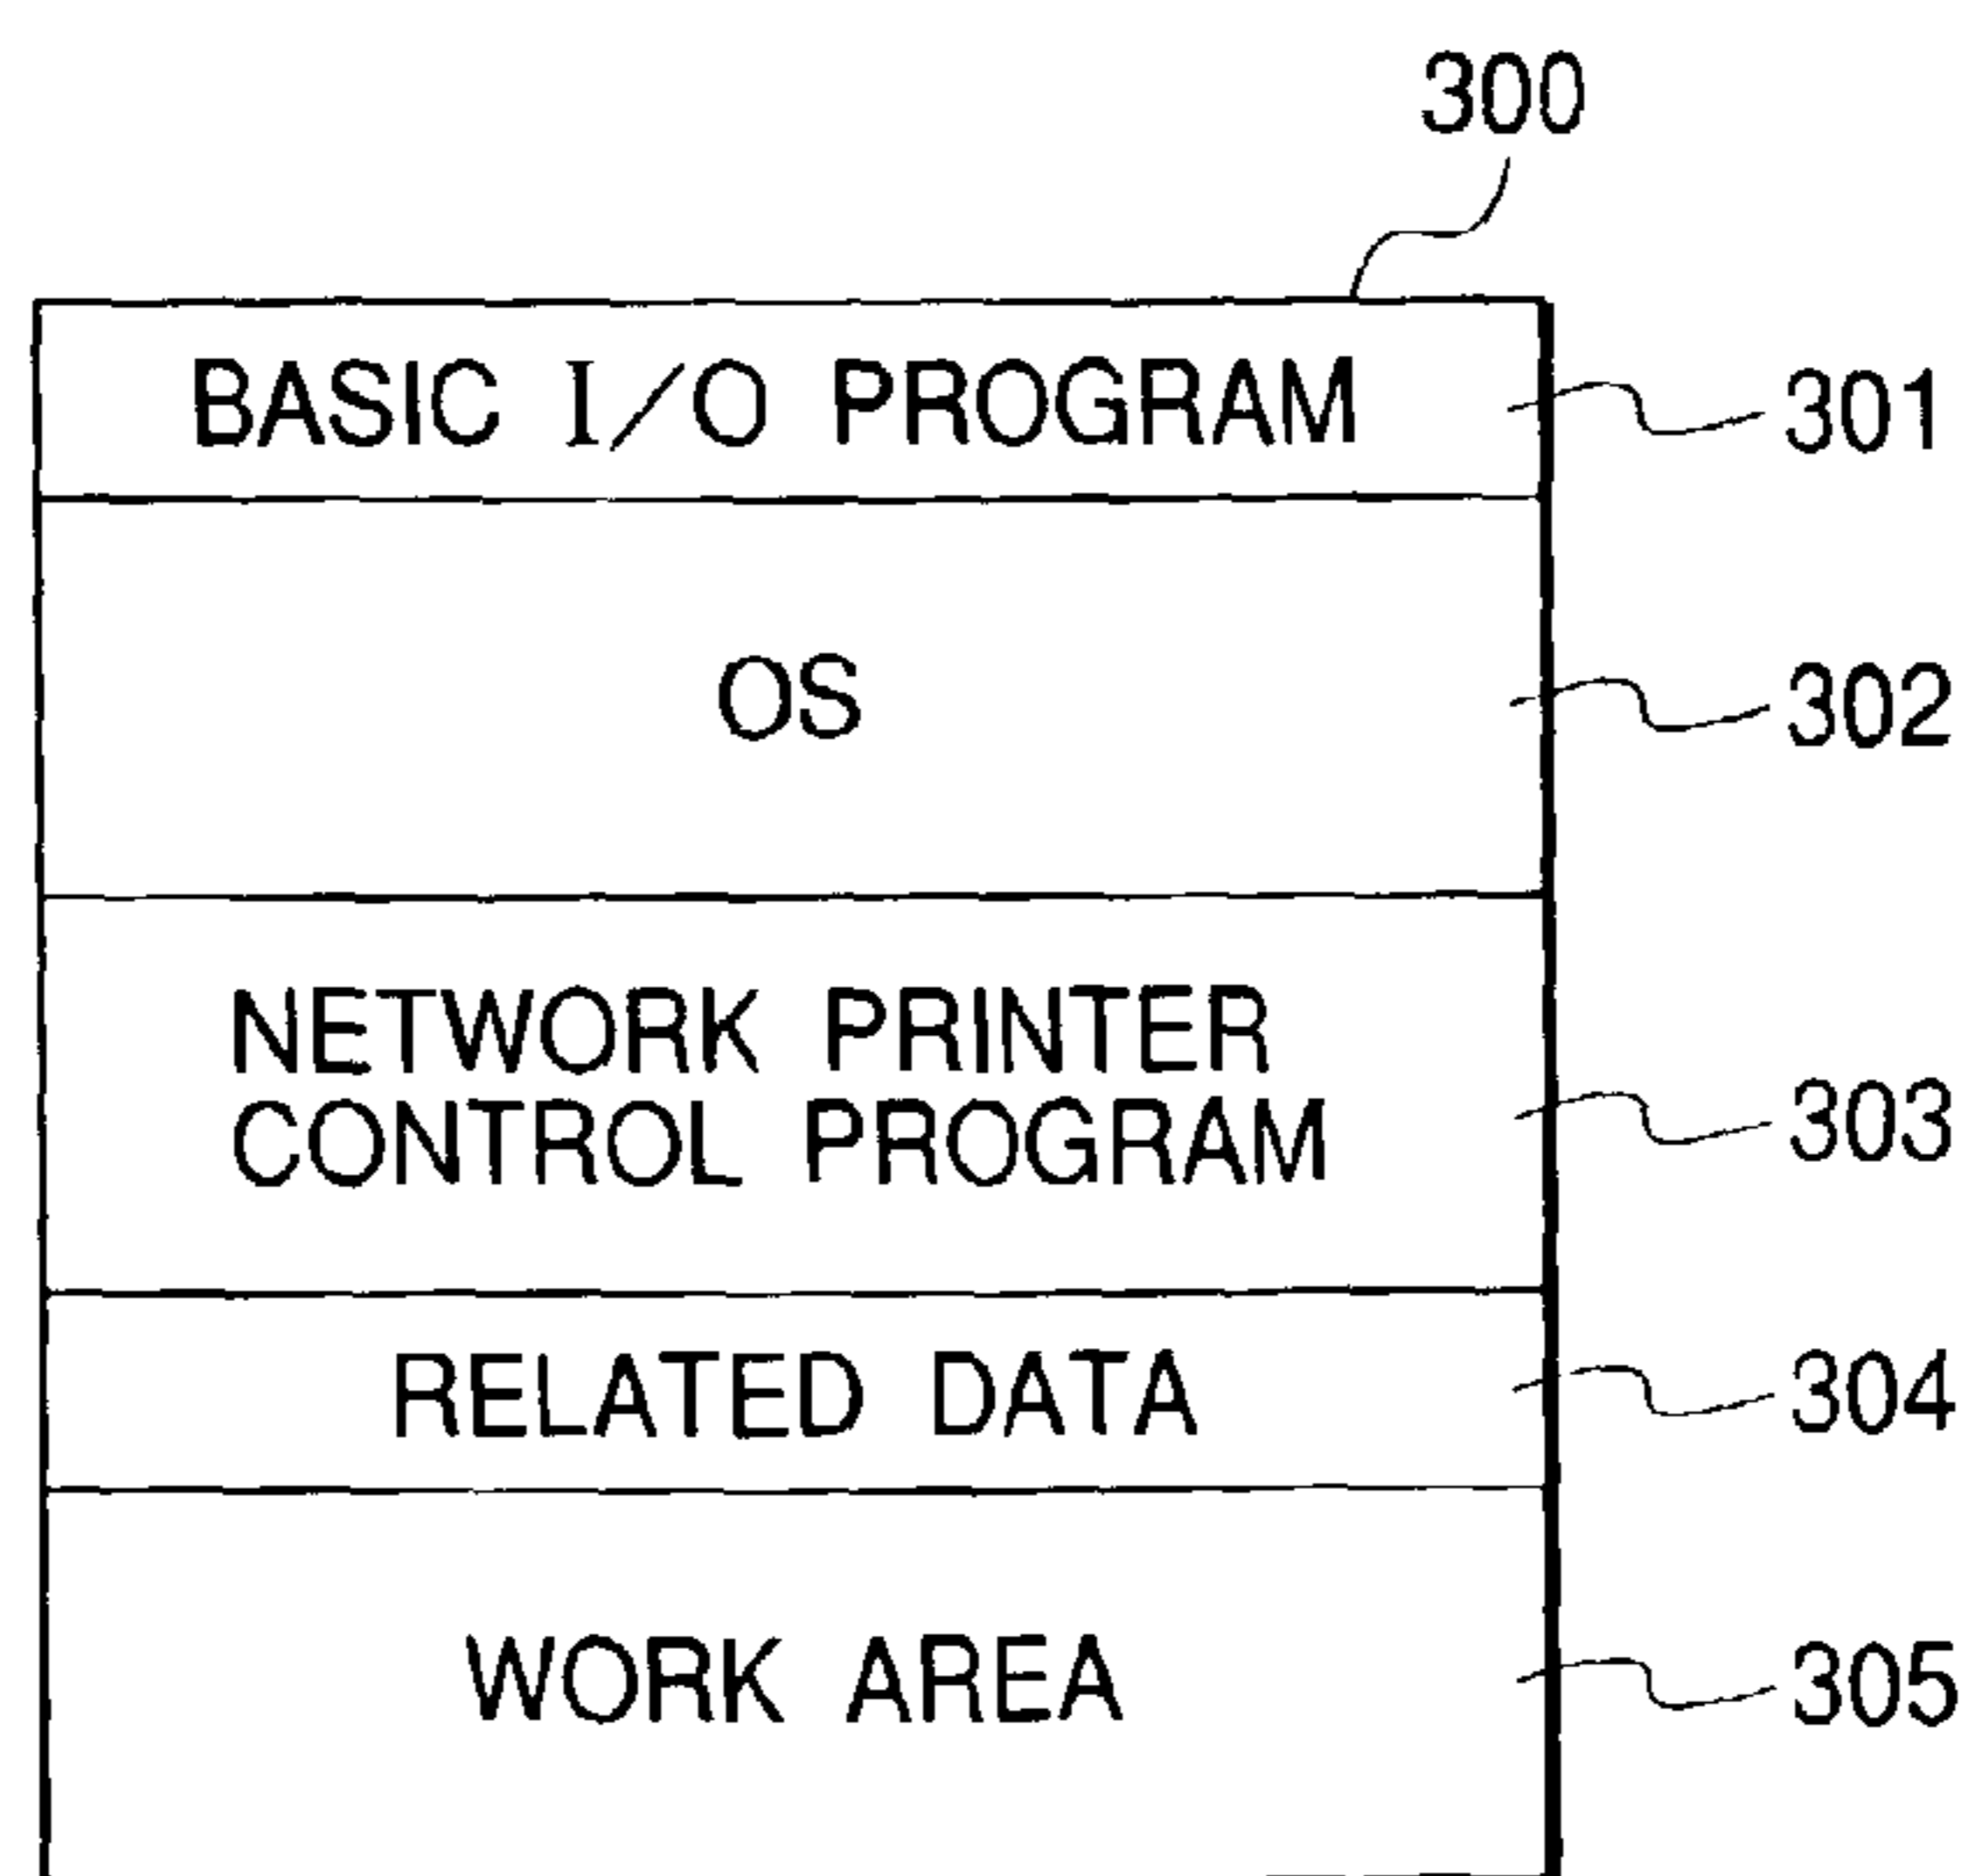 300
BASIC I/O PROGRAM 301
OS 302
NETWORK PRINTER
CONTROL PROGRAM 303
RELATED DATA 304
WORK AREA 305